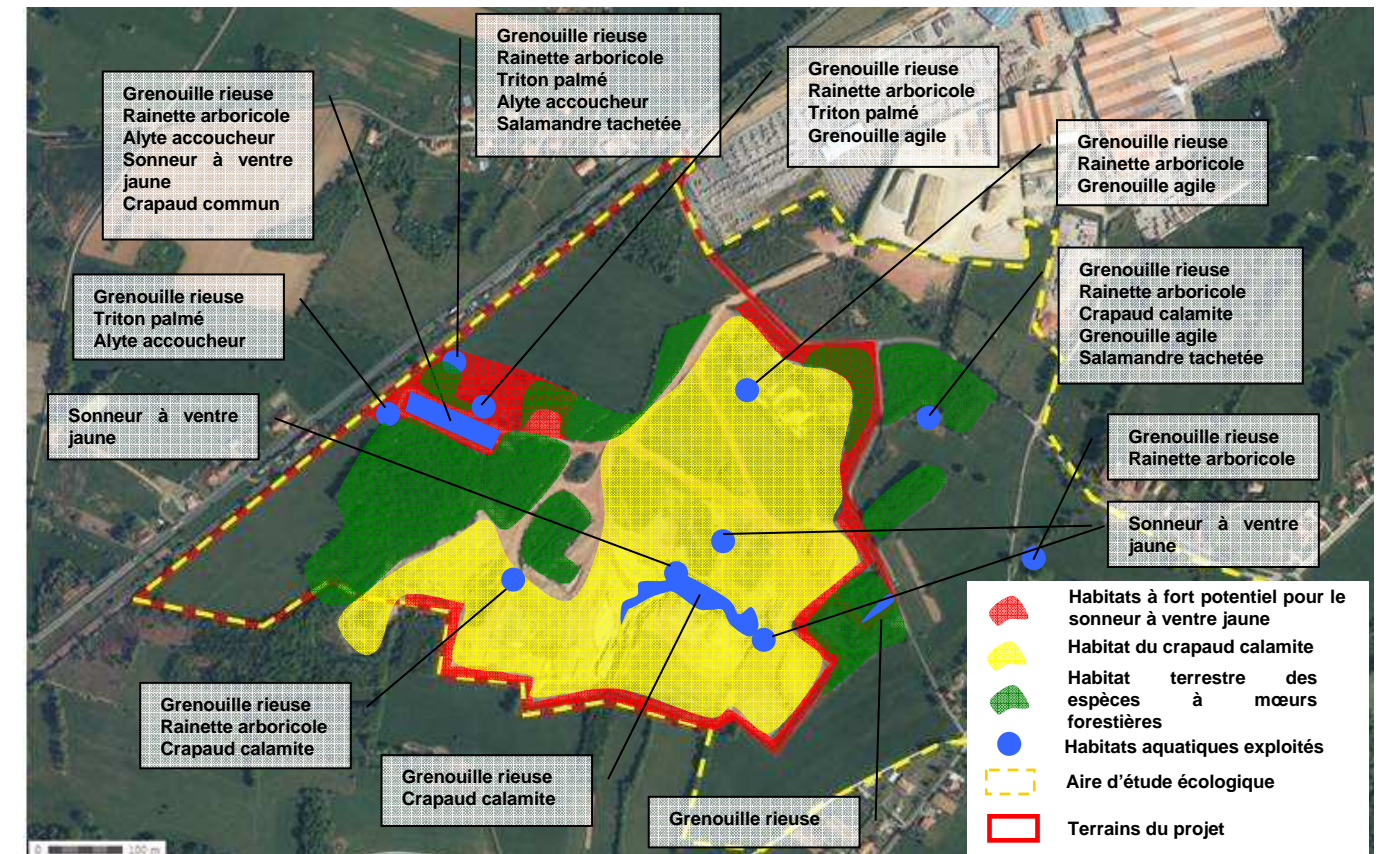 Grenouille rieuse
Rainette arboricole
Triton palmé
Alyte accoucheur
Salamandre tachetée
Grenouille rieuse
Rainette arboricole
Triton palmé
Grenouille agile
Grenouille rieuse
Rainette arboricole
Alyte accoucheur
Sonneur à ventre
jaune
Crapaud commun
Grenouille rieuse
Rainette arboricole
Grenouille agile
Grenouille rieuse
Triton palmé
Alyte accoucheur
Grenouille rieuse
Rainette arboricole
Crapaud calamite
Grenouille agile
Salamandre tachetée
Sonneur à ventre
jaune
Grenouille rieuse
Rainette arboricole
Sonneur à ventre
jaune
Grenouille rieuse
Rainette arboricole
Crapaud calamite
Grenouille rieuse
Crapaud calamite
Grenouille rieuse
Habitats à fort potentiel pour le
sonneur à ventre jaune
Habitat du crapaud calamite
Habitat terrestre des
espèces à mœurs
forestières
Habitats aquatiques exploités
Aire d'étude écologique
Terrains du projet
0 100 m